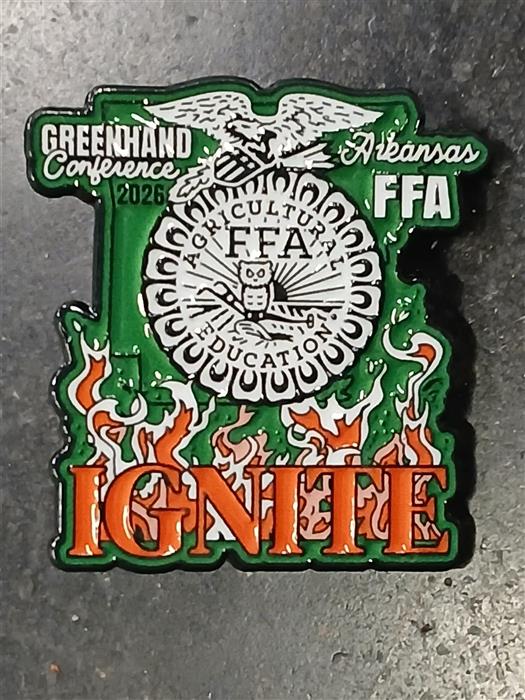 GREENHAND
Conference
2026
Arkansas
FFA
AGRICULTURAL
FFA
EDUCATION
IGNITE